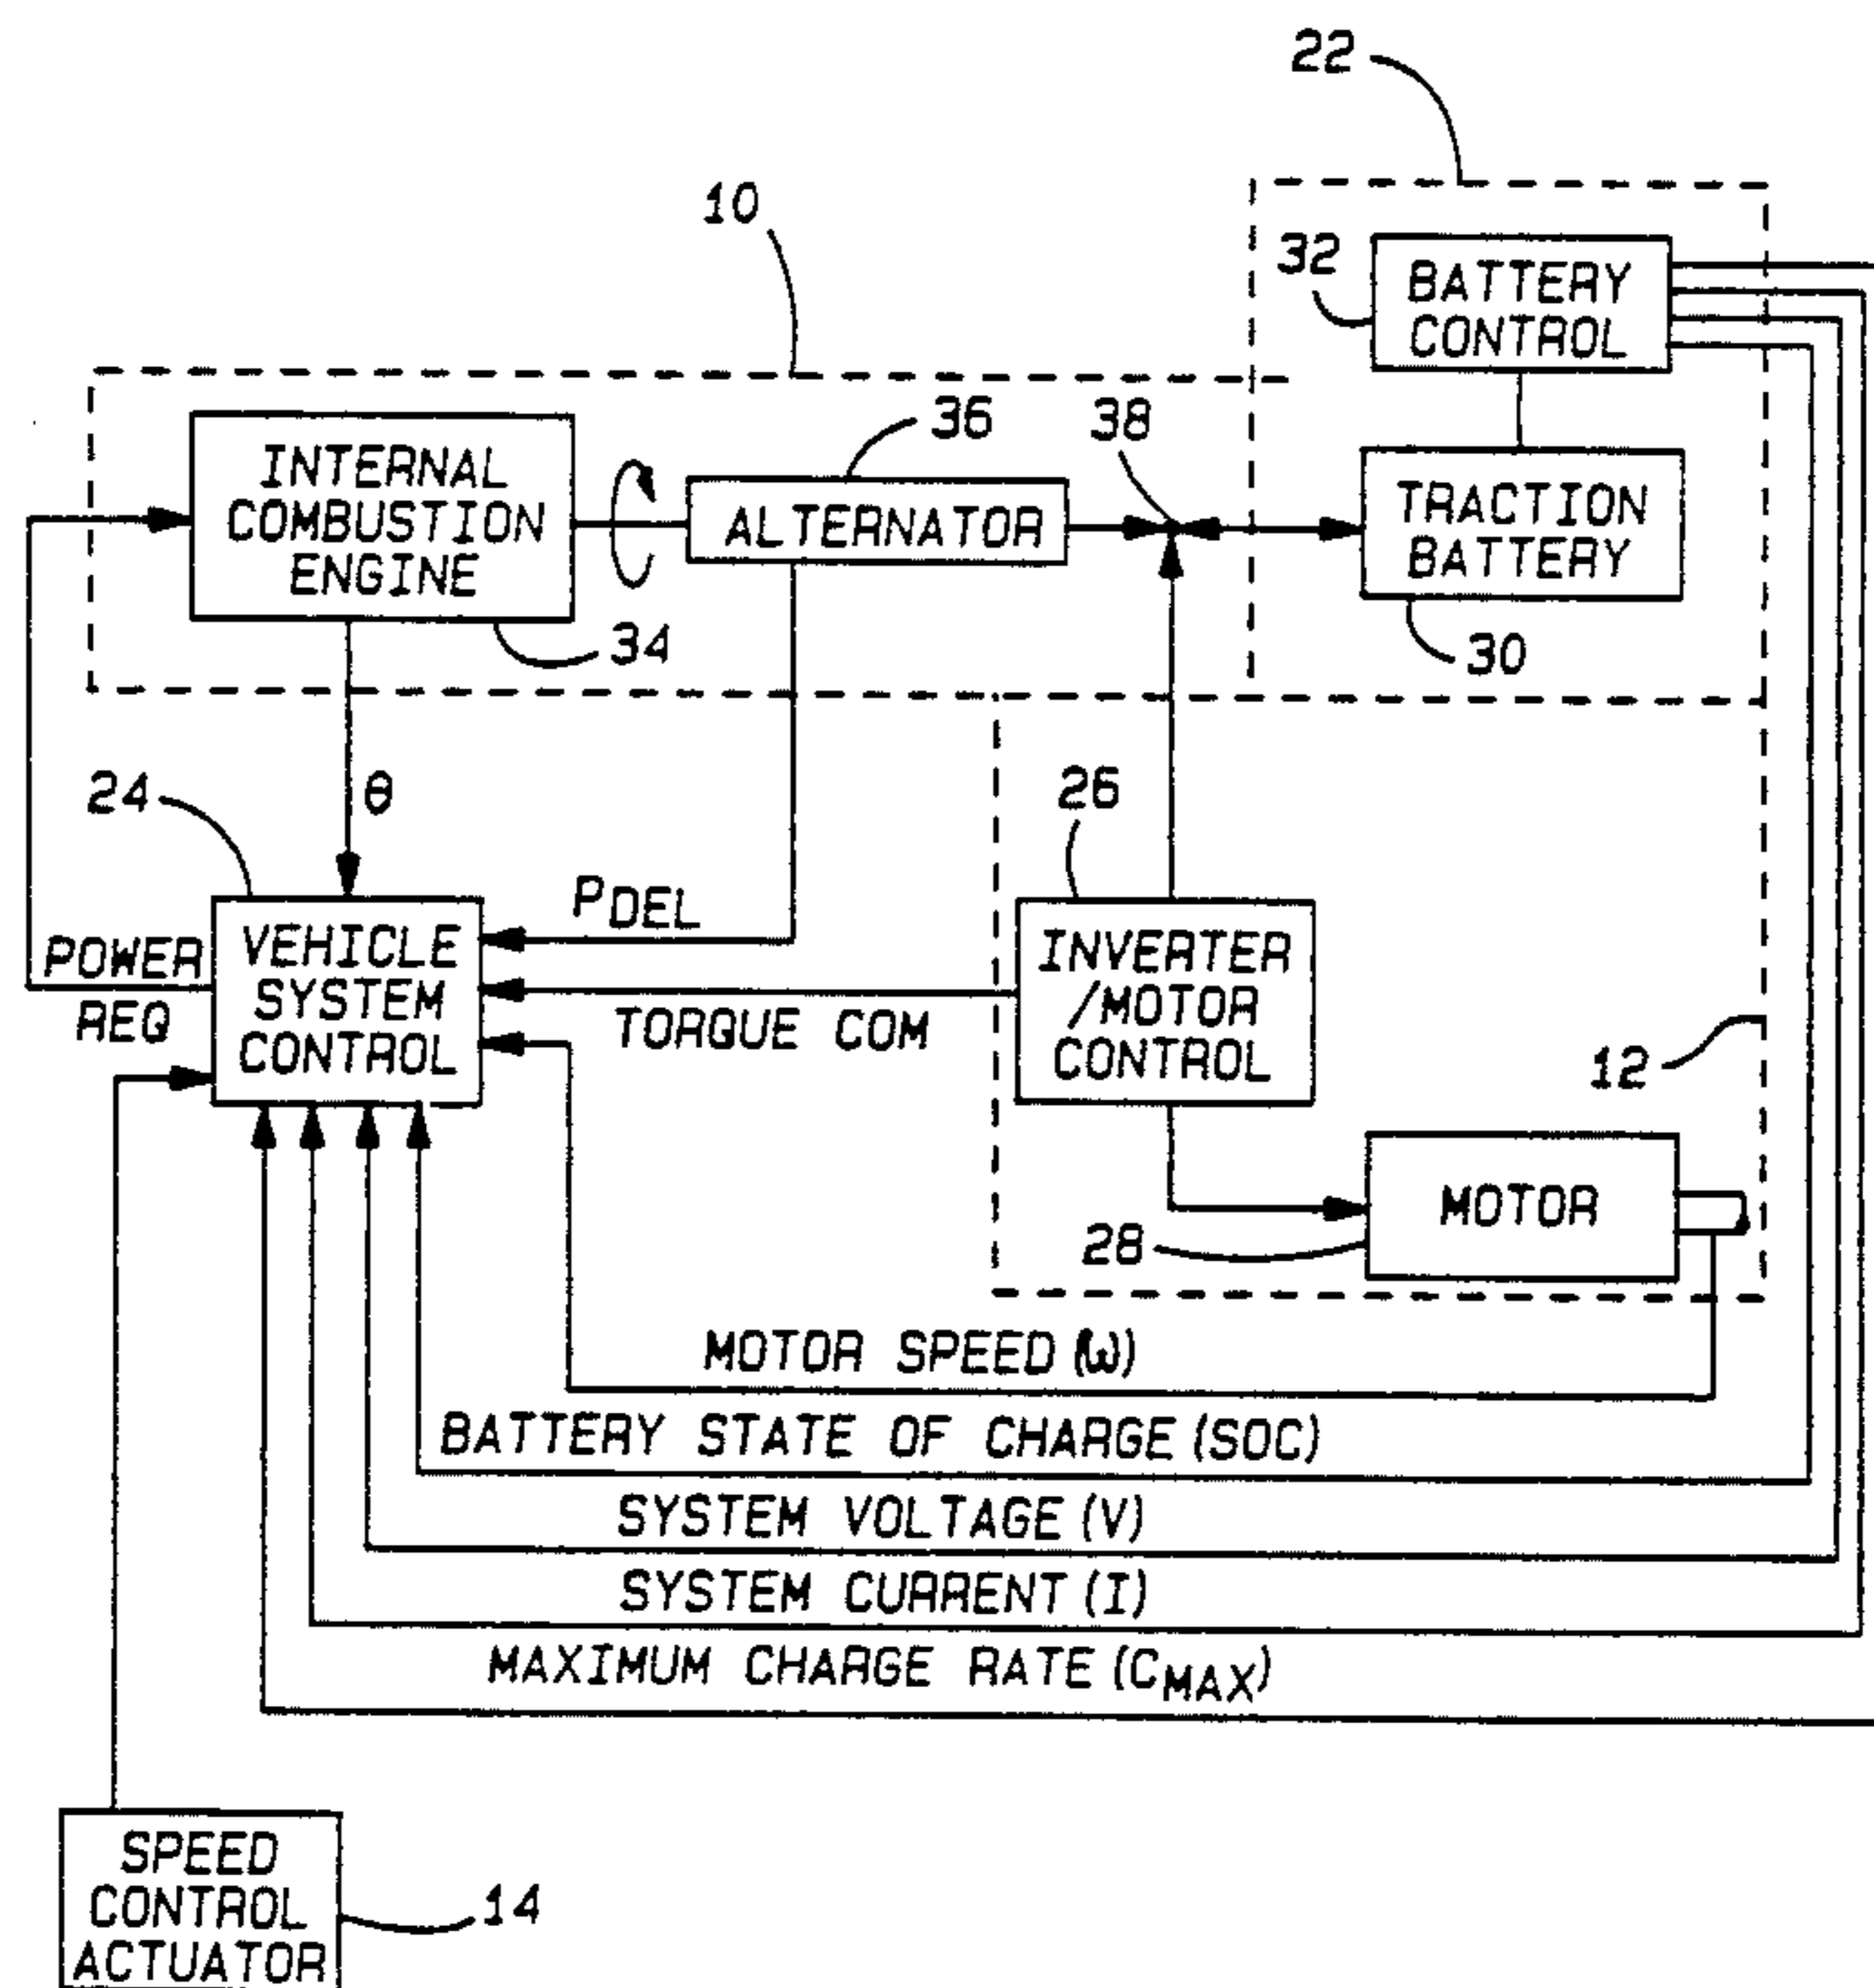 22
10
32
BATTERY
CONTROL
36
38
INTERNAL
COMBUSTION
ENGINE
ALTERNATOR
TRACTION
BATTERY
34
30
24
θ
26
PDEL
POWER
REQ
VEHICLE
SYSTEM
CONTROL
TORQUE COM
INVERTER
/MOTOR
CONTROL
12
MOTOR
28
MOTOR SPEED (ω)
BATTERY STATE OF CHARGE (SOC)
SYSTEM VOLTAGE (V)
SYSTEM CURRENT (I)
MAXIMUM CHARGE RATE (CMAX)
SPEED
CONTROL
ACTUATOR
14